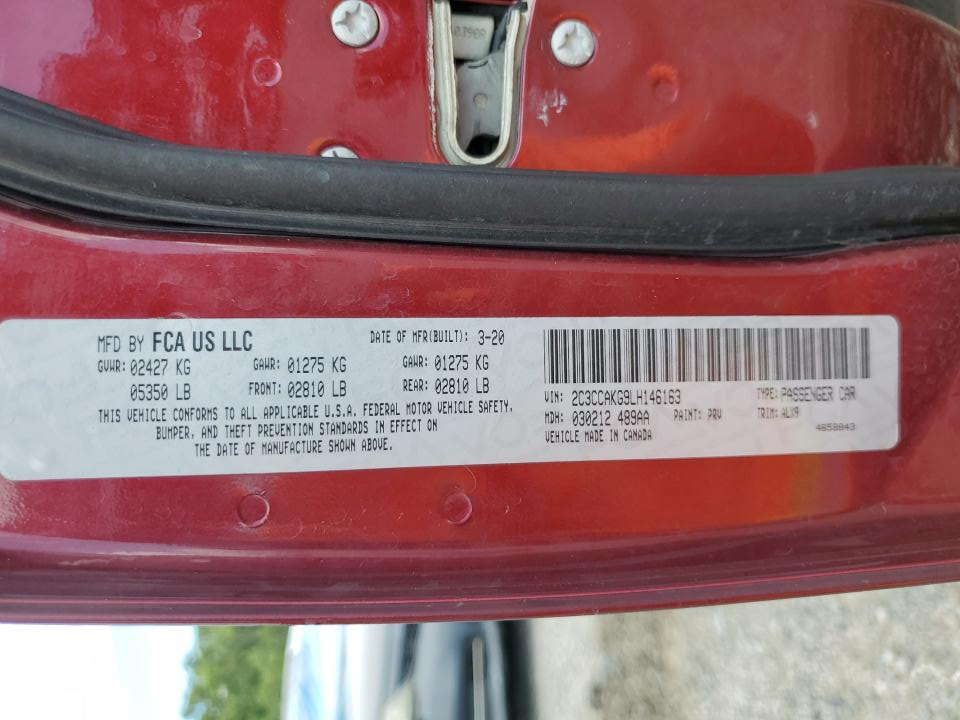 MFD BY FCA US LLC DATE OF MFR(BUILT): 3-20
GVWR: 02427 KG GAWR: 01275 KG GAWR: 01275 KG
05350 LB FRONT: 02810 LB REAR: 02810 LB
THIS VEHICLE CONFORMS TO ALL APPLICABLE U.S.A. FEDERAL MOTOR VEHICLE SAFETY,
BUMPER, AND THEFT PREVENTION STANDARDS IN EFFECT ON
THE DATE OF MANUFACTURE SHOWN ABOVE.
VIN: 2C3CCAKG9LH146163 TYPE: PASSENGER CAR
MDH: 030212 489AA PAINT: PRV TRIM: ALX9
VEHICLE MADE IN CANADA 4658843